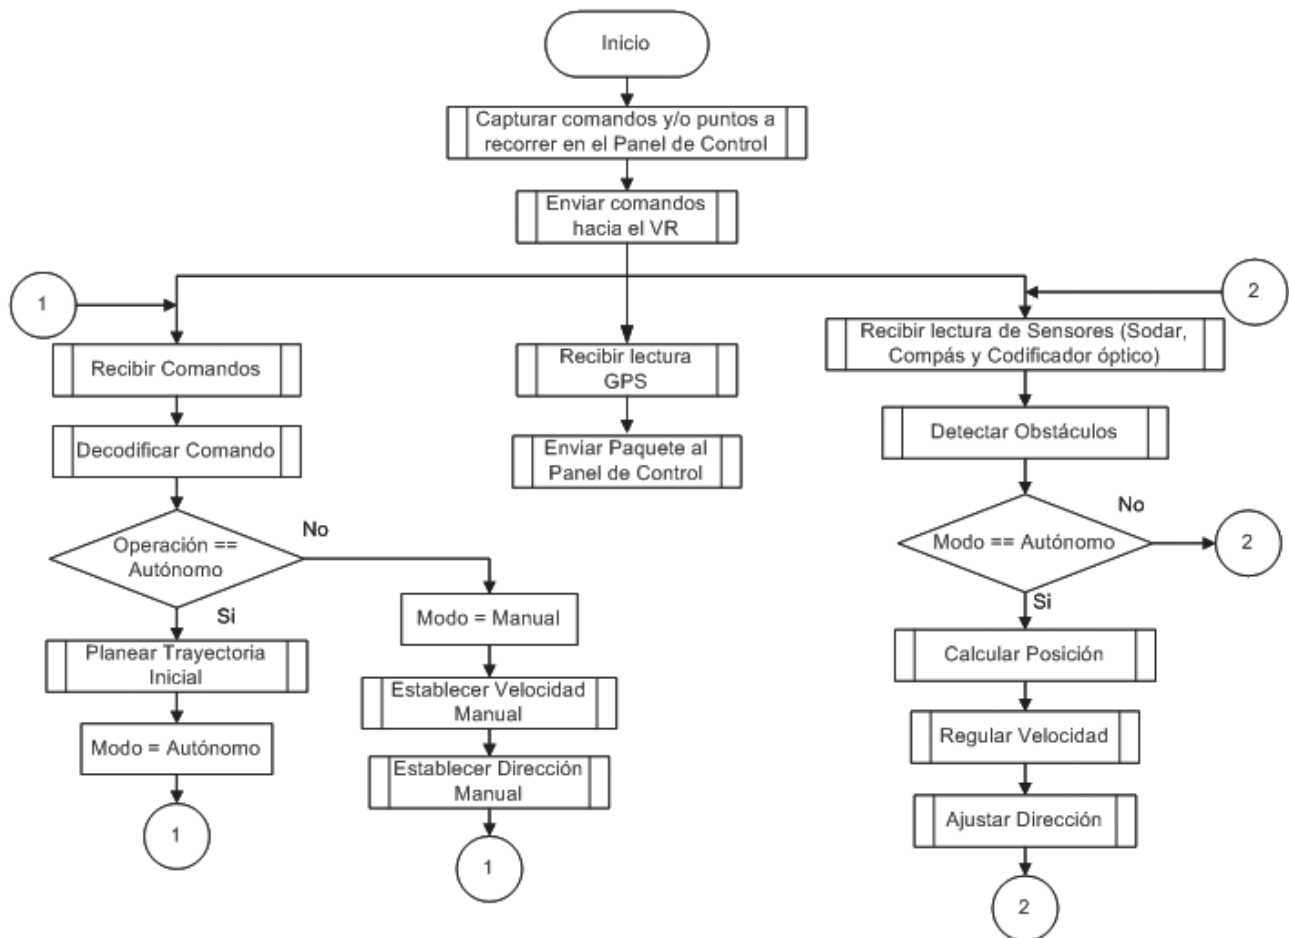 Inicio
Capturar comandos y/o puntos a
recorrer en el Panel de Control
Enviar comandos
hacia el VR
1
2
Recibir Comandos
Decodificar Comando
Operación ==
Autónomo
No
Si
Planear Trayectoria
Inicial
Modo = Autónomo
1
Modo = Manual
Establecer Velocidad
Manual
Establecer Dirección
Manual
1
Recibir lectura
GPS
Enviar Paquete al
Panel de Control
Recibir lectura de Sensores (Sodar,
Compás y Codificador óptico)
Detectar Obstáculos
Modo == Autónomo
No
2
Si
Calcular Posición
Regular Velocidad
Ajustar Dirección
2